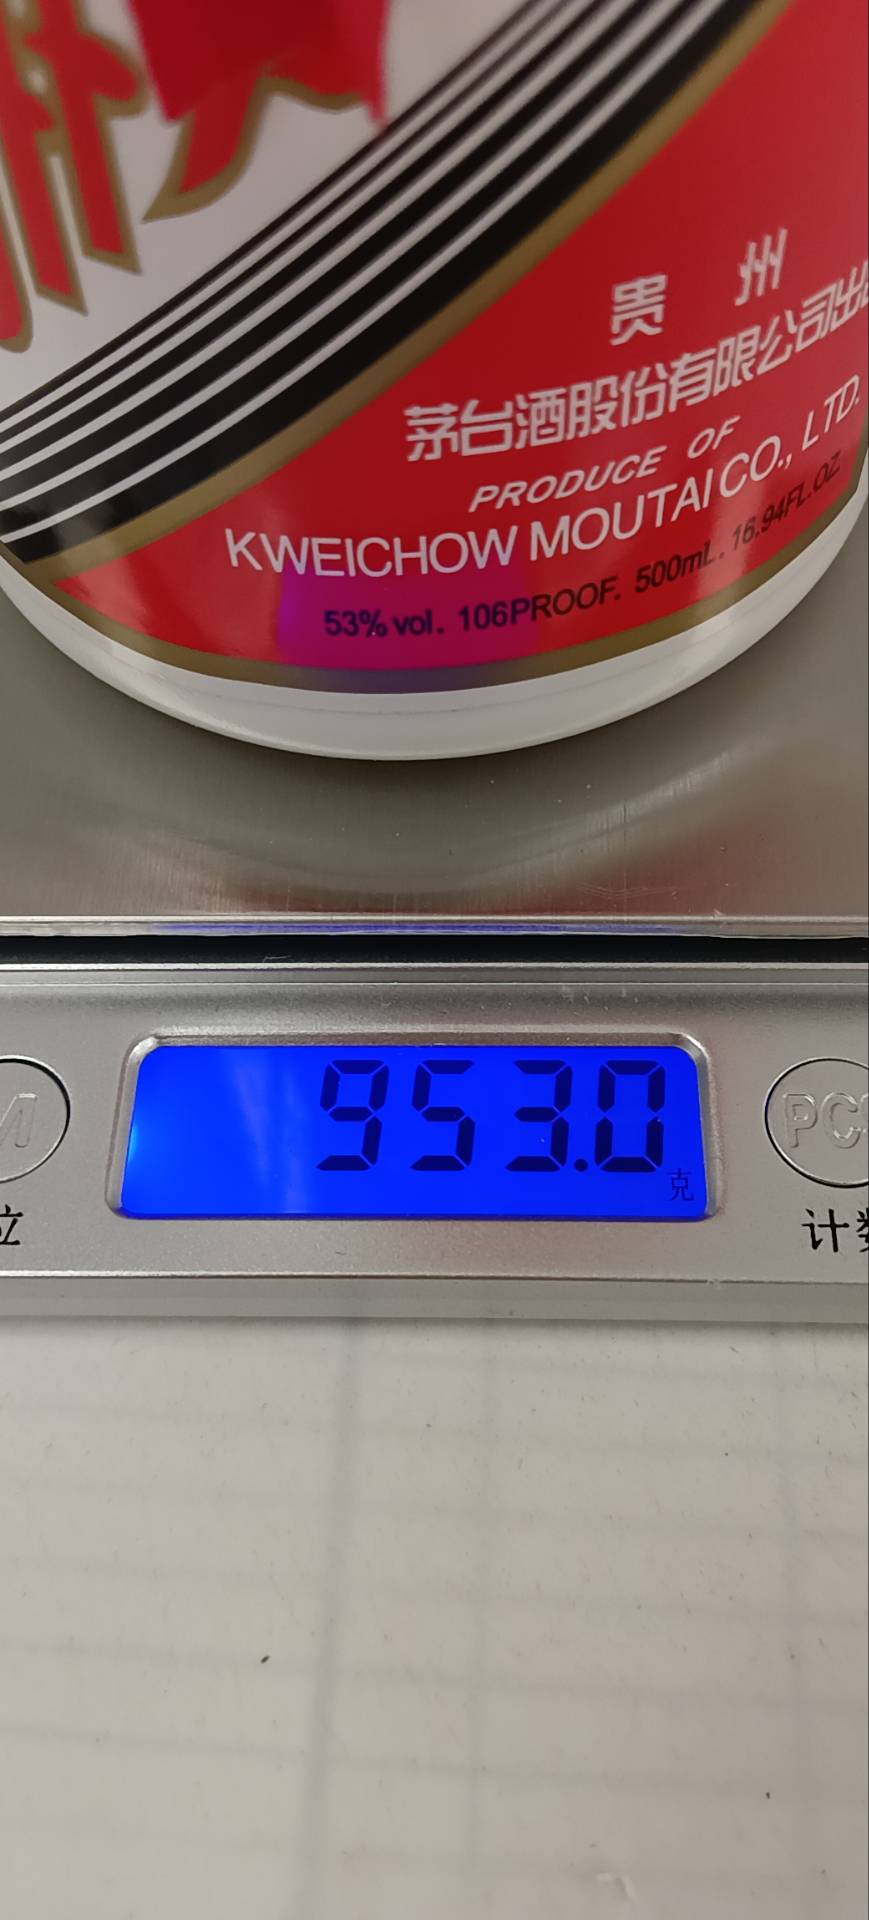 贵 州
茅台酒股份有限公司出
PRODUCE OF
KWEICHOW MOUTAI CO., LTD.
53% vol. 106PROOF. 500mL. 16.94FL.OZ
953.0
克
PC
计